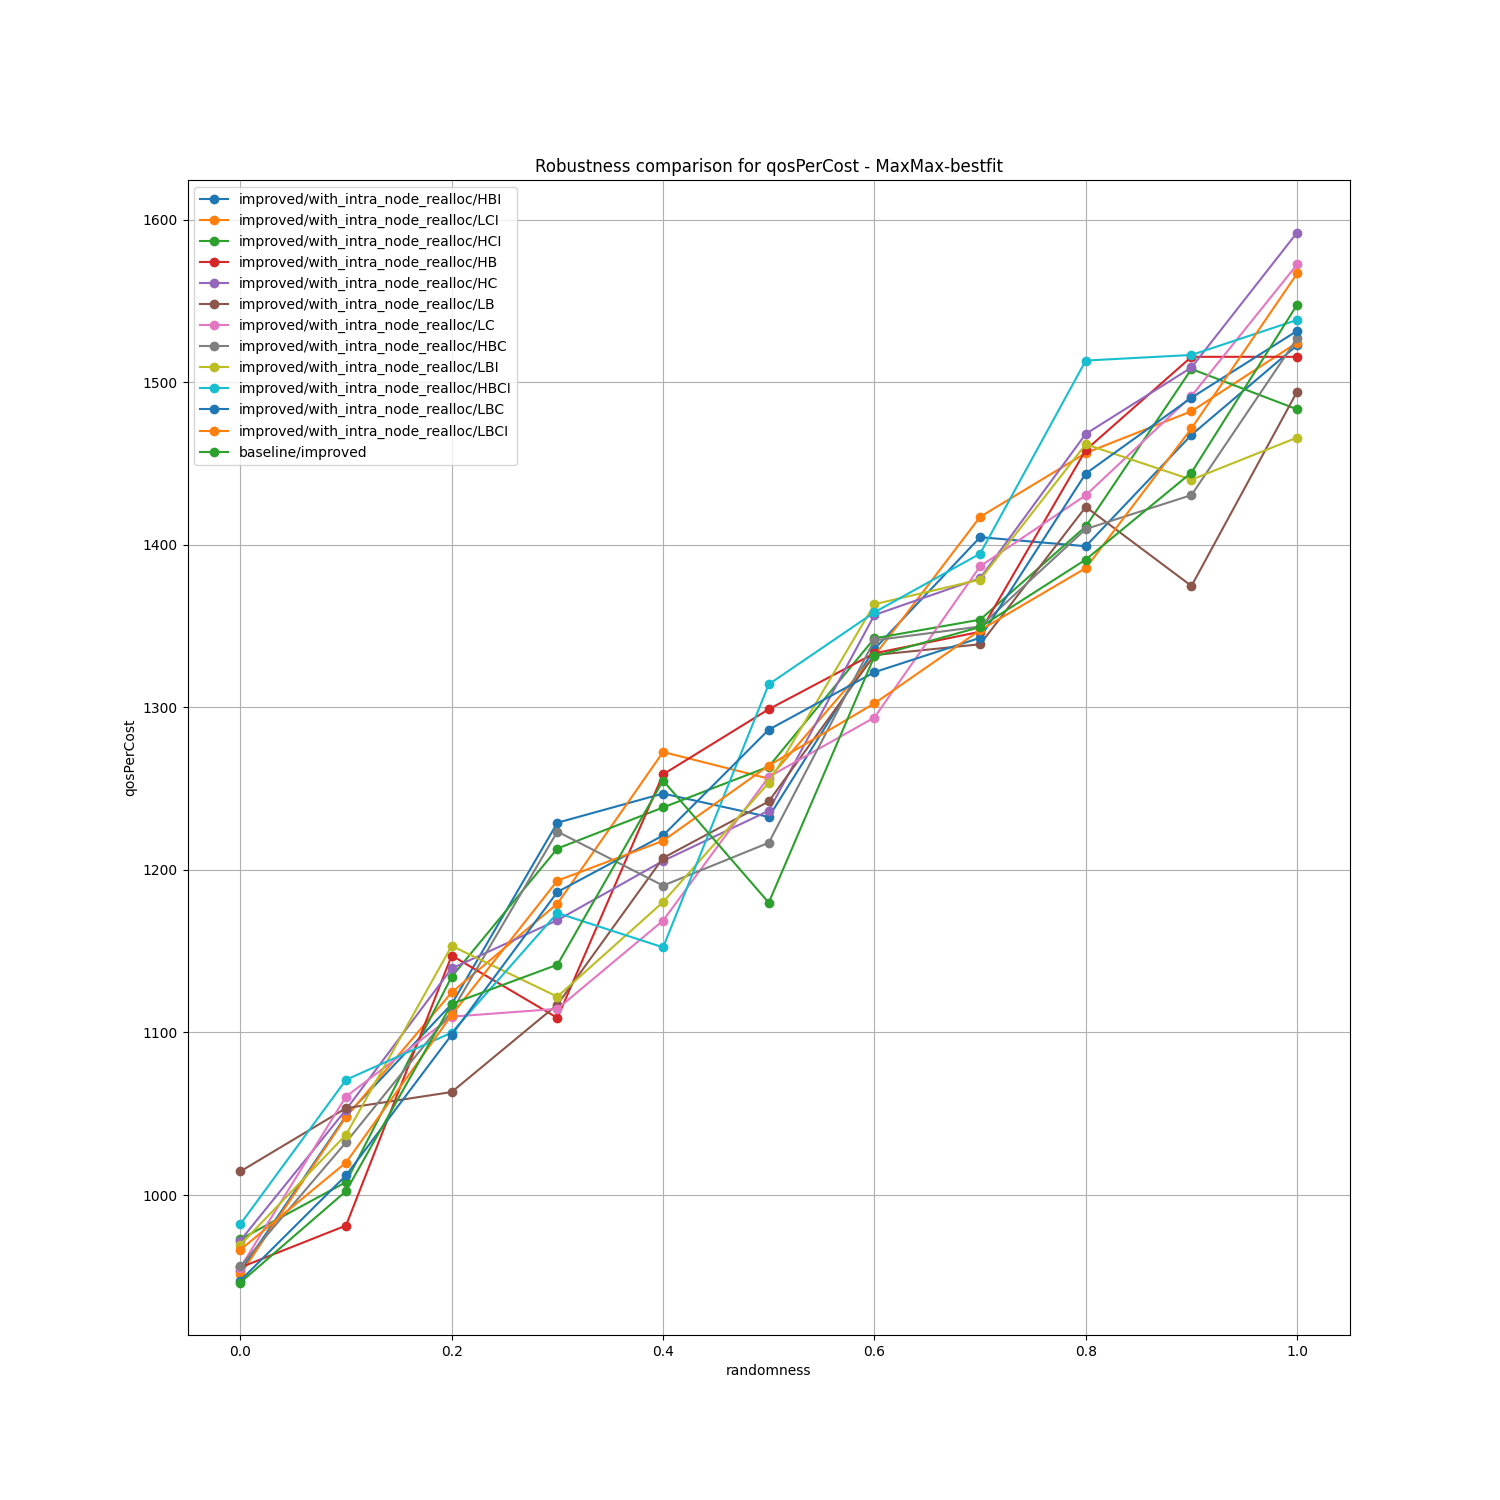 Robustness comparison for qosPerCost - MaxMax-bestfit
improved/with_intra_node_realloc/HBI
improved/with_intra_node_realloc/LCI
improved/with_intra_node_realloc/HCI
improved/with_intra_node_realloc/HB
improved/with_intra_node_realloc/HC
improved/with_intra_node_realloc/LB
improved/with_intra_node_realloc/LC
improved/with_intra_node_realloc/HBC
improved/with_intra_node_realloc/LBI
improved/with_intra_node_realloc/HBCI
improved/with_intra_node_realloc/LBC
improved/with_intra_node_realloc/LBCI
baseline/improved
1600
1500
1400
1300
1200
1100
1000
qosPerCost
0.0 0.2 0.4 0.6 0.8 1.0
randomness